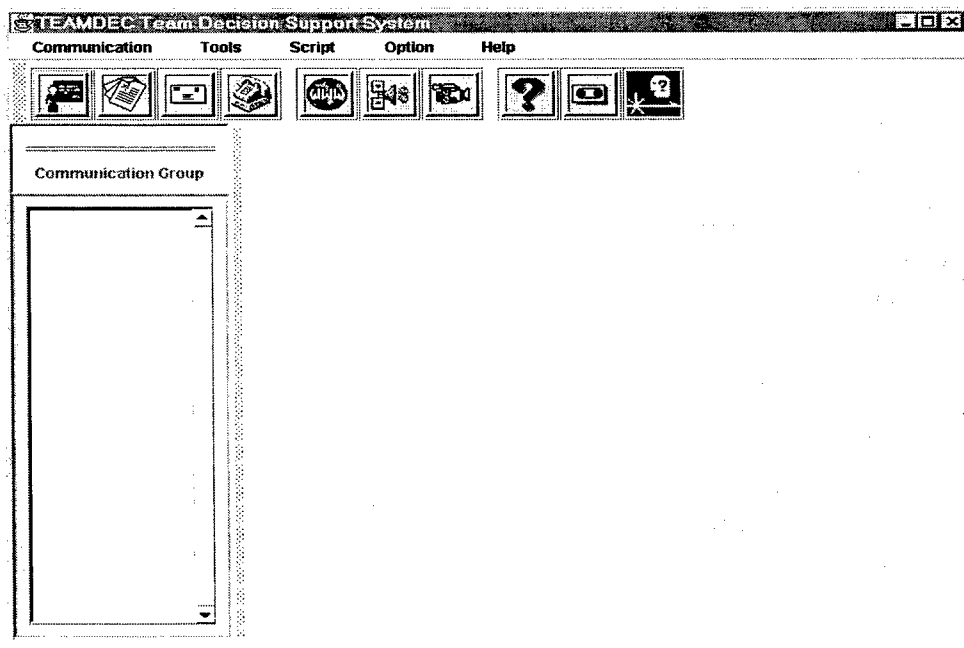 TEAMDEC Team Decision Support System
Communication Tools Script Option Help
Communication Group